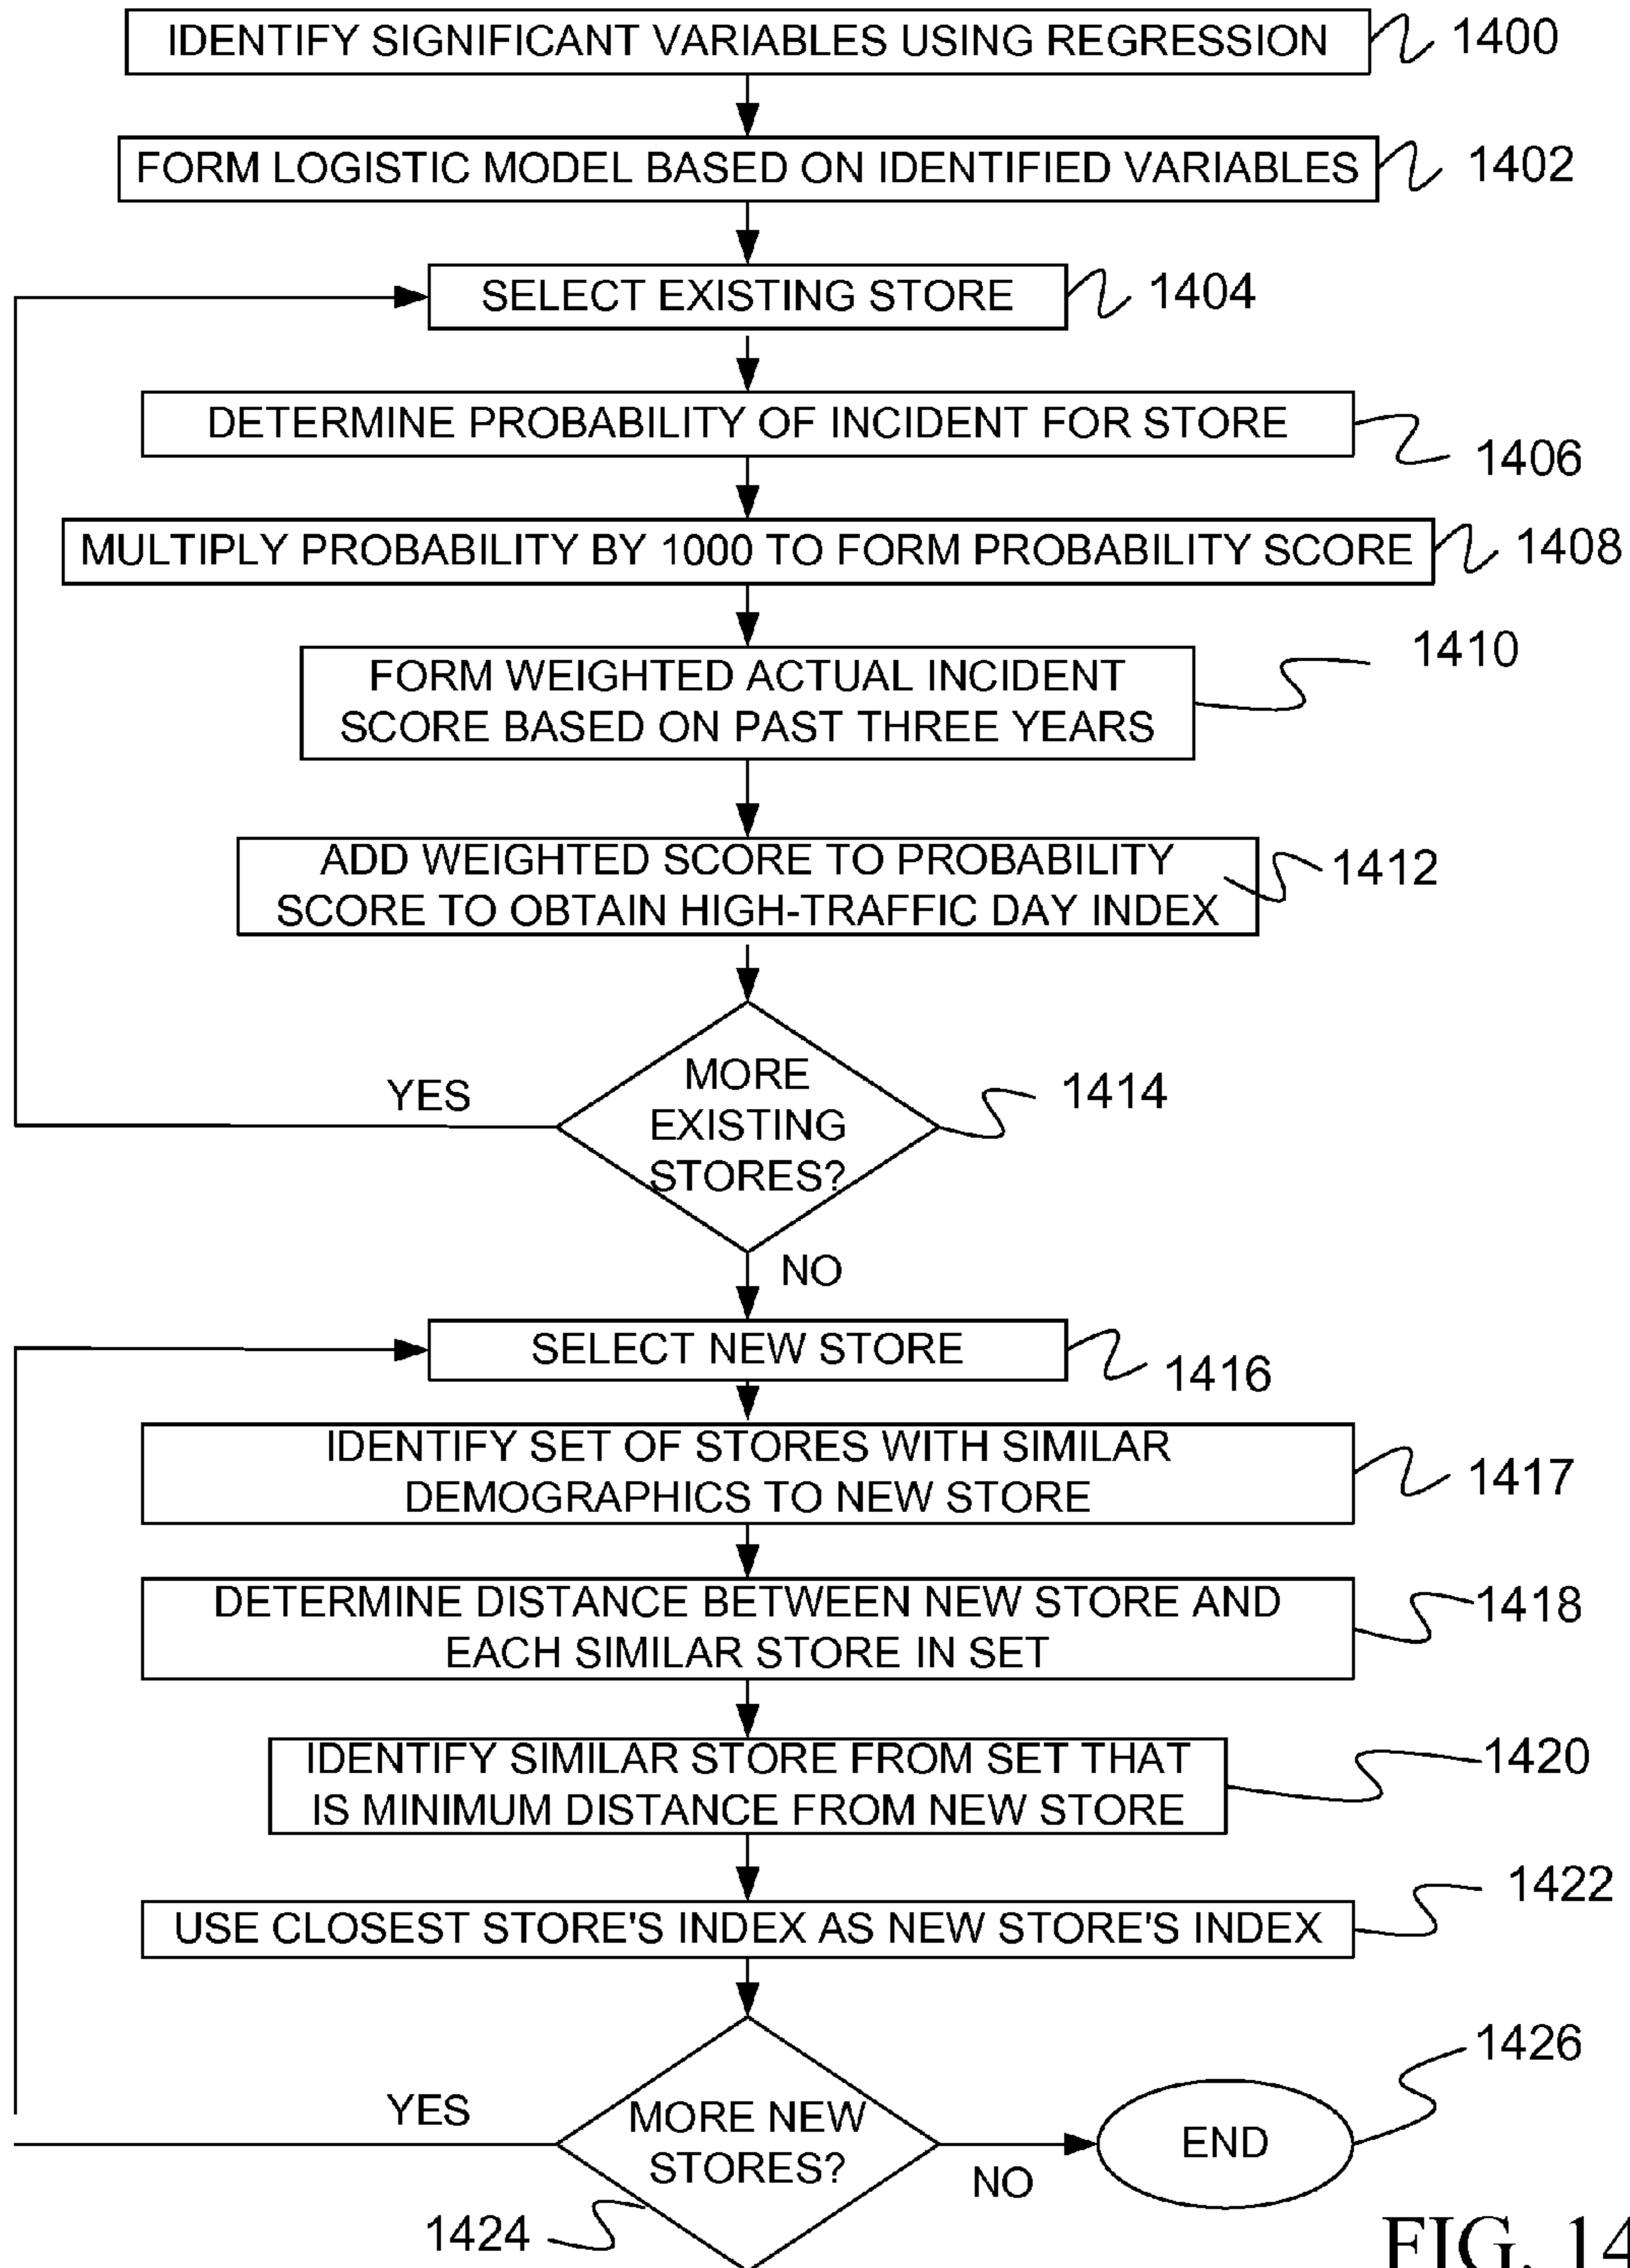 IDENTIFY SIGNIFICANT VARIABLES USING REGRESSION
1400
FORM LOGISTIC MODEL BASED ON IDENTIFIED VARIABLES
1402
SELECT EXISTING STORE
1404
DETERMINE PROBABILITY OF INCIDENT FOR STORE
1406
MULTIPLY PROBABILITY BY 1000 TO FORM PROBABILITY SCORE
1408
FORM WEIGHTED ACTUAL INCIDENT
SCORE BASED ON PAST THREE YEARS
1410
ADD WEIGHTED SCORE TO PROBABILITY
SCORE TO OBTAIN HIGH-TRAFFIC DAY INDEX
1412
MORE
EXISTING
STORES?
1414
YES
NO
SELECT NEW STORE
1416
IDENTIFY SET OF STORES WITH SIMILAR
DEMOGRAPHICS TO NEW STORE
1417
DETERMINE DISTANCE BETWEEN NEW STORE AND
EACH SIMILAR STORE IN SET
1418
IDENTIFY SIMILAR STORE FROM SET THAT
IS MINIMUM DISTANCE FROM NEW STORE
1420
USE CLOSEST STORE'S INDEX AS NEW STORE'S INDEX
1422
MORE NEW
STORES?
1424
YES
NO
END
1426
FIG. 14